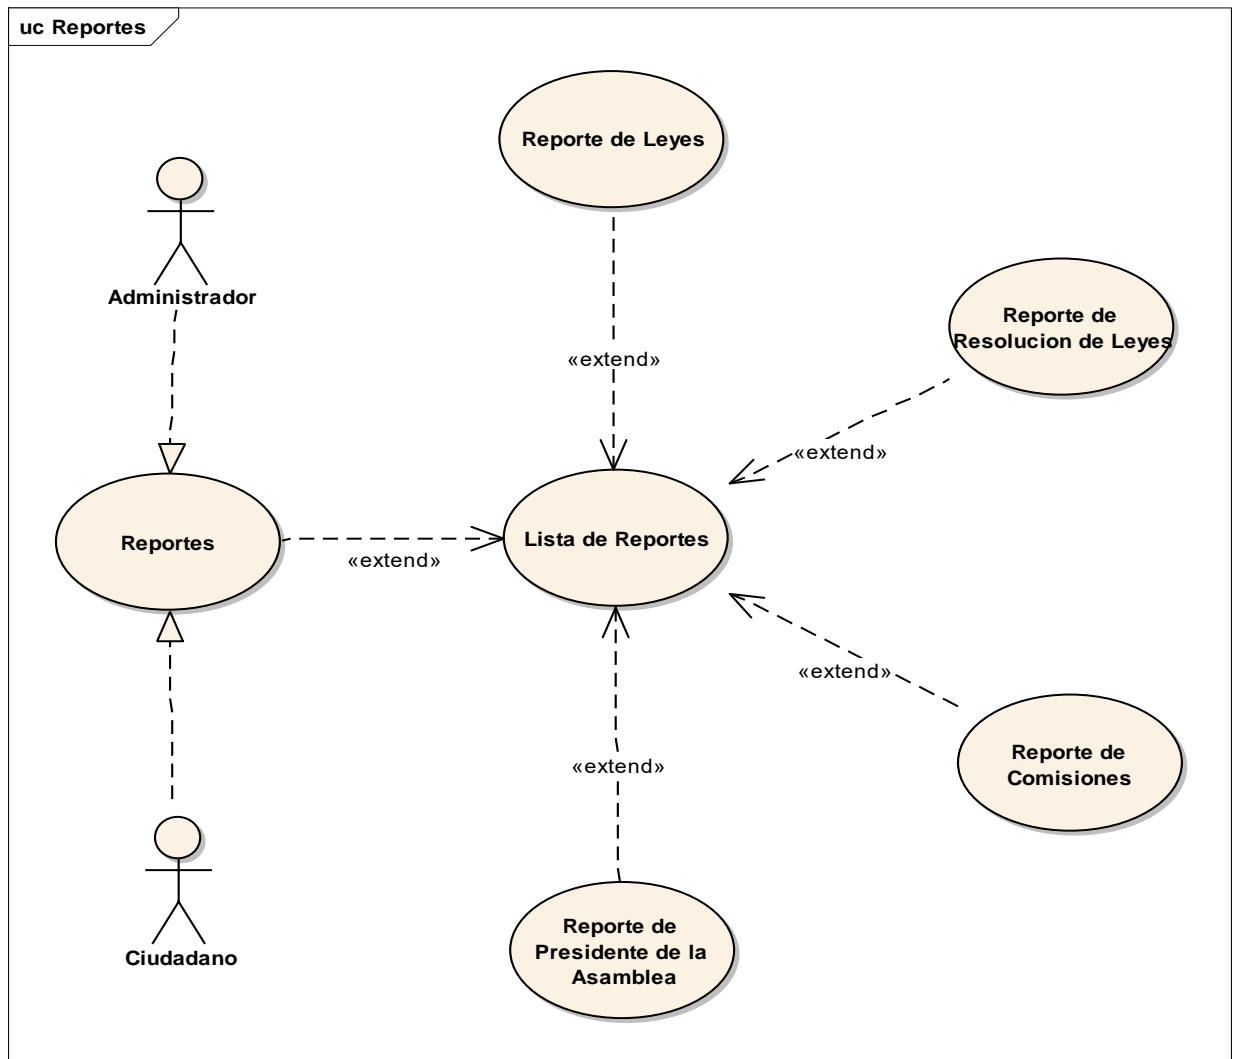 uc Reportes
Reporte de Leyes
Administrador
Reporte de
Resolucion de Leyes
«extend»
«extend»
Reportes
Lista de Reportes
«extend»
«extend»
Reporte de
Comisiones
«extend»
Reporte de
Presidente de la
Asamblea
Ciudadano